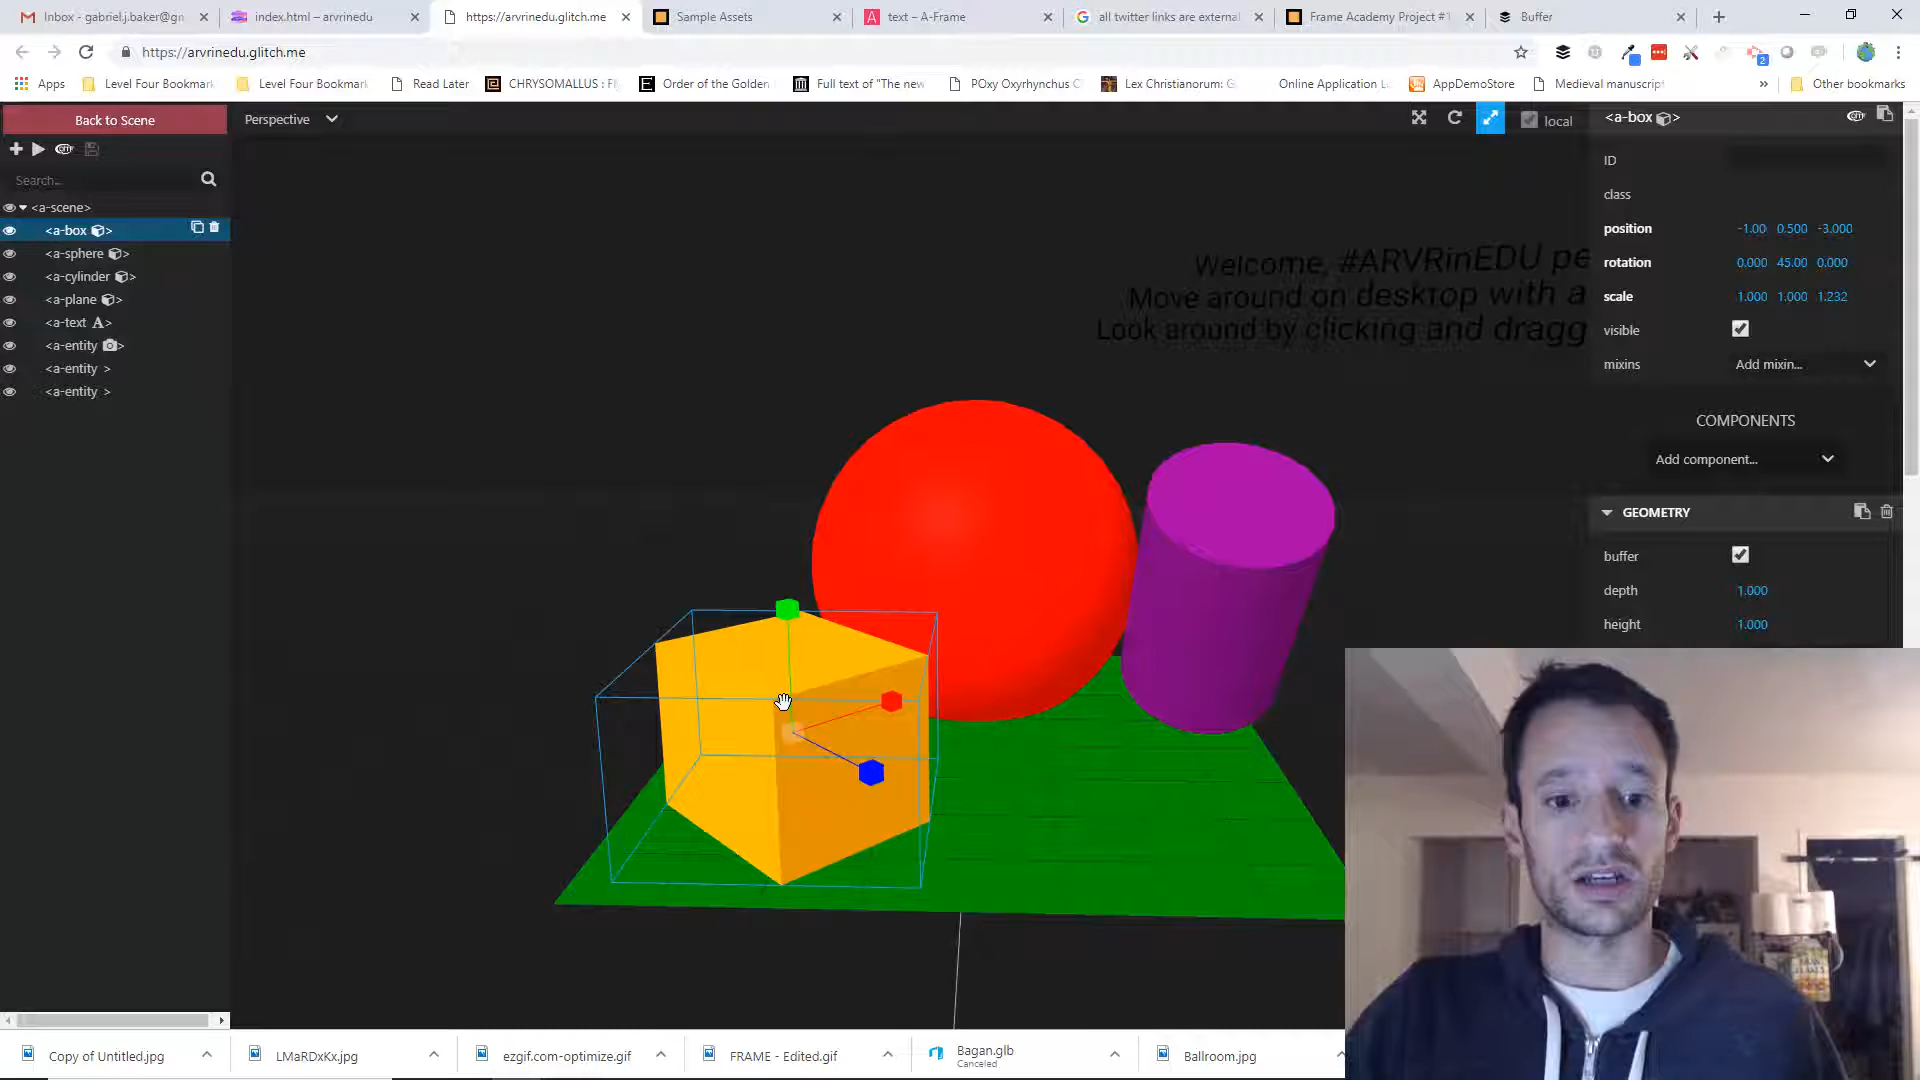 Inbox - gabriel.j.baker@gn
index.html – arvrinedu
https://arvrinedu.glitch.me
Sample Assets
text – A-Frame
all twitter links are external
Frame Academy Project #1
Buffer
https://arvrinedu.glitch.me
2
Apps
Level Four Bookmark
Level Four Bookmark
Read Later
CHRYSOMALLUS : Fl
Order of the Golden
Full text of "The new
POxy Oxyrhynchus C
Lex Christianorum: G
Online Application L
AppDemoStore
Medieval manuscrip
Other bookmarks
Back to Scene
Search...
<a-scene>
<a-box >
<a-sphere >
<a-cylinder >
<a-plane >
<a-text A>
<a-entity >
<a-entity >
<a-entity >
Perspective
local
Welcome, #ARVRinEDU pe
Move around on desktop with a
Look around by clicking and dragg
<a-box >
ID
class
position -1.00 0.500 -3.000
rotation 0.000 45.00 0.000
scale 1.000 1.000 1.232
visible
mixins Add mixin...
COMPONENTS
Add component...
GEOMETRY
buffer
depth 1.000
height 1.000
Copy of Untitled.jpg
LMaRDxKx.jpg
ezgif.com-optimize.gif
FRAME - Edited.gif
Bagan.glb
Canceled
Ballroom.jpg